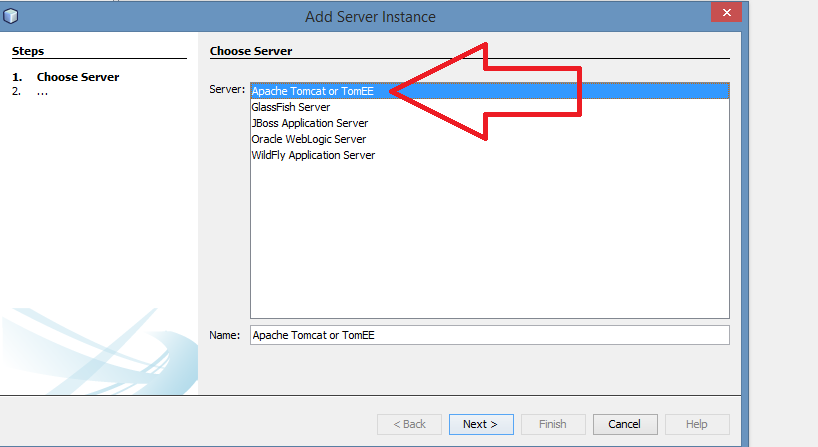 Add Server Instance
Steps
1. Choose Server
2. ...
Choose Server
Server:
Apache Tomcat or TomEE
GlassFish Server
JBoss Application Server
Oracle WebLogic Server
WildFly Application Server
Name: Apache Tomcat or TomEE
< Back Next > Finish Cancel Help